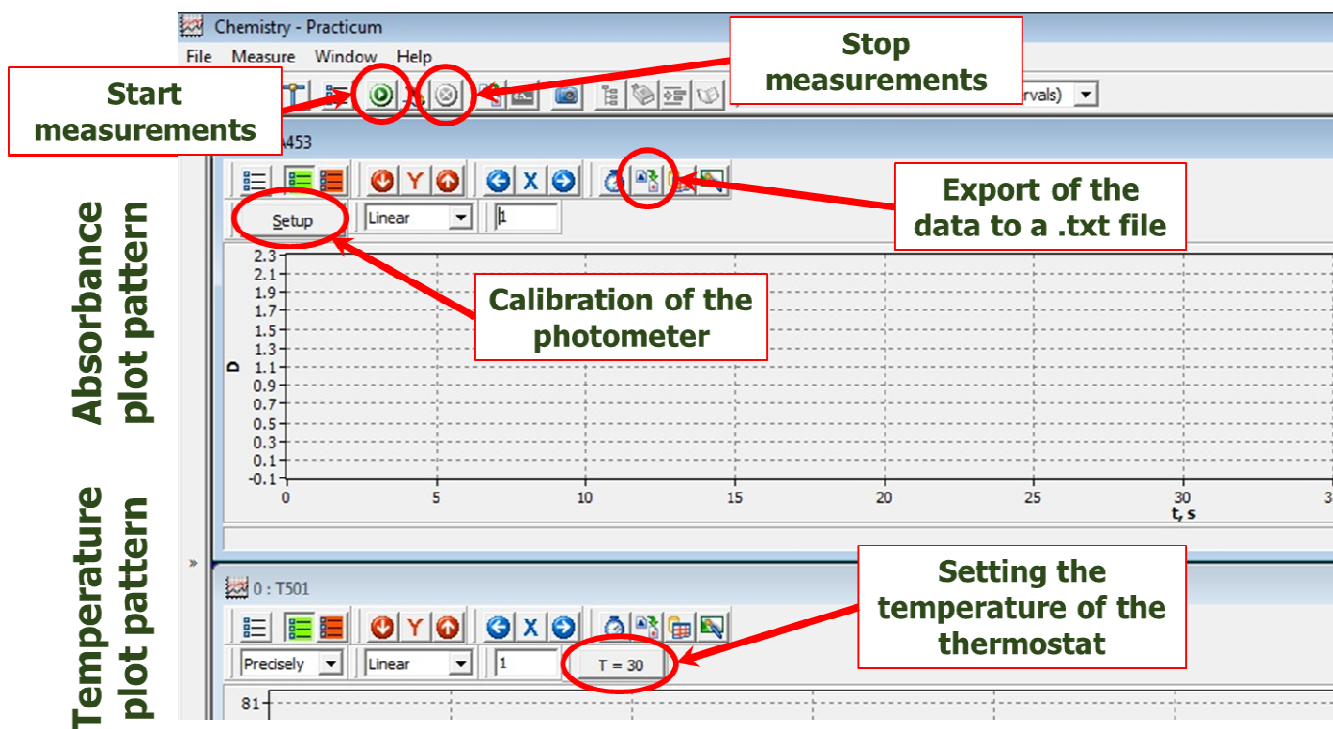 Chemistry - Practicum
File Measure Window Help
Start
measurements
Stop
measurements
rvals)
A453
Y
X
Export of the
data to a .txt file
Setup
Linear
1
Absorbance
plot pattern
Calibration of the
photometer
2.3
2.1
1.9
1.7
1.5
1.3
1.1
0.9
0.7
0.5
0.3
0.1
-0.1
D
0 5 10 15 20 25 30 3
t, s
»
Temperature
plot pattern
0 : T501
Setting the
temperature of the
thermostat
Y
X
Precisely
Linear
1
T = 30
81